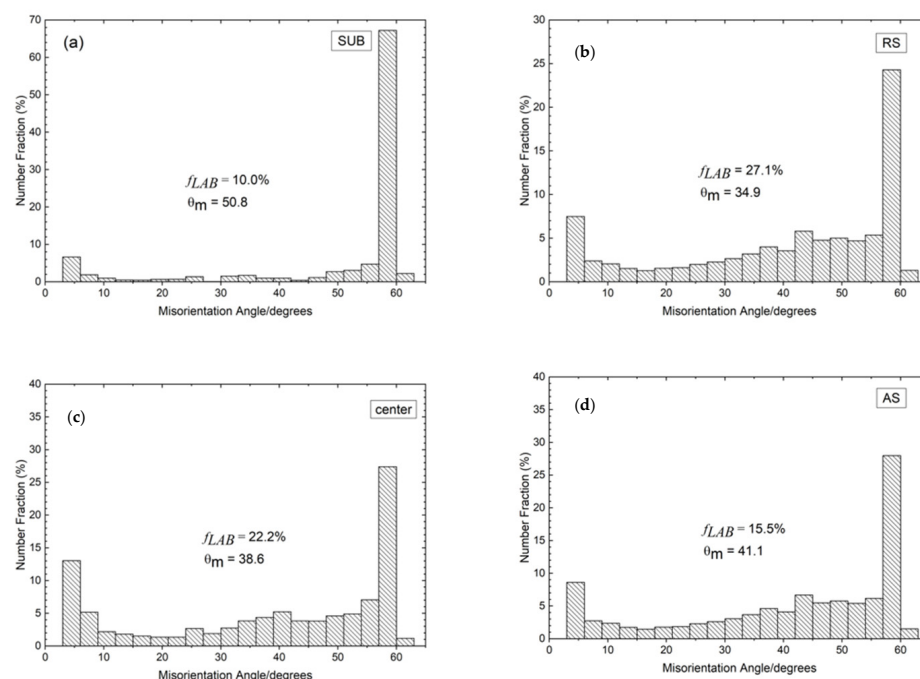 (a)
SUB
70
60
50
40
30
20
10
0
Number Fraction (%)
f_LAB = 10.0%
θm = 50.8
0 10 20 30 40 50 60
Misorientation Angle/degrees
(b)
RS
30
25
20
15
10
5
0
Number Fraction (%)
f_LAB = 27.1%
θm = 34.9
0 10 20 30 40 50 60
Misorientation Angle/degrees
(c)
center
40
35
30
25
20
15
10
5
0
Number Fraction (%)
f_LAB = 22.2%
θm = 38.6
0 10 20 30 40 50 60
Misorientation Angle/degrees
(d)
AS
40
35
30
25
20
15
10
5
0
Number Fraction (%)
f_LAB = 15.5%
θm = 41.1
0 10 20 30 40 50 60
Misorientation Angle/degrees